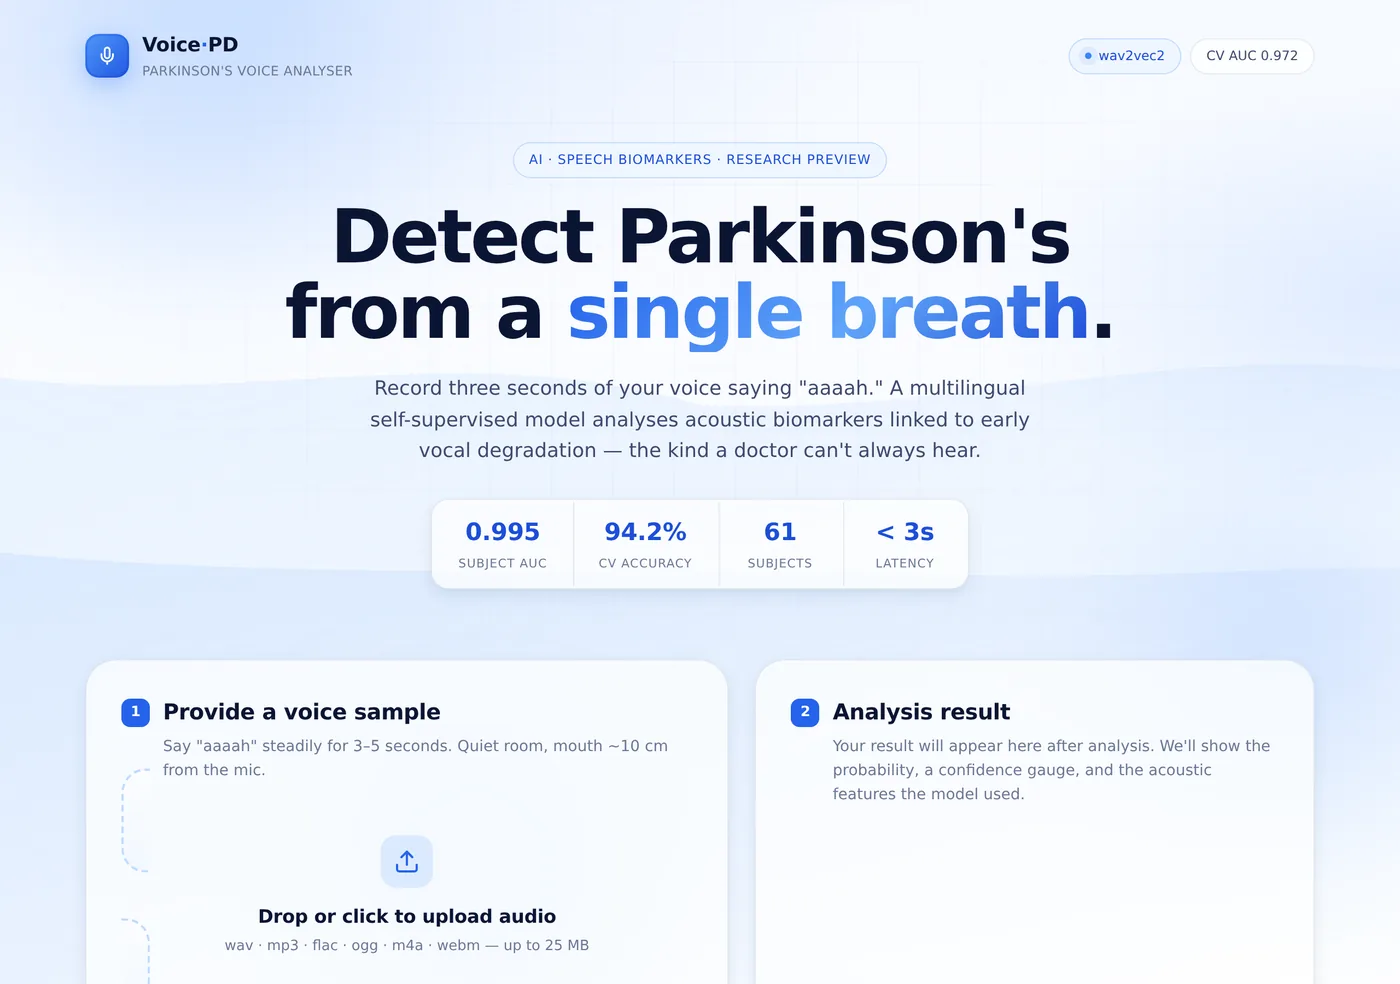 Voice·PD
PARKINSON'S VOICE ANALYSER
wav2vec2
CV AUC 0.972
AI · SPEECH BIOMARKERS · RESEARCH PREVIEW
Detect Parkinson's
from a single breath.
Record three seconds of your voice saying "aaaah." A multilingual
self-supervised model analyses acoustic biomarkers linked to early
vocal degradation — the kind a doctor can't always hear.
0.995
SUBJECT AUC
94.2%
CV ACCURACY
61
SUBJECTS
< 3s
LATENCY
1
Provide a voice sample
Say "aaaah" steadily for 3–5 seconds. Quiet room, mouth ~10 cm
from the mic.
Drop or click to upload audio
wav · mp3 · flac · ogg · m4a · webm — up to 25 MB
2
Analysis result
Your result will appear here after analysis. We'll show the
probability, a confidence gauge, and the acoustic
features the model used.